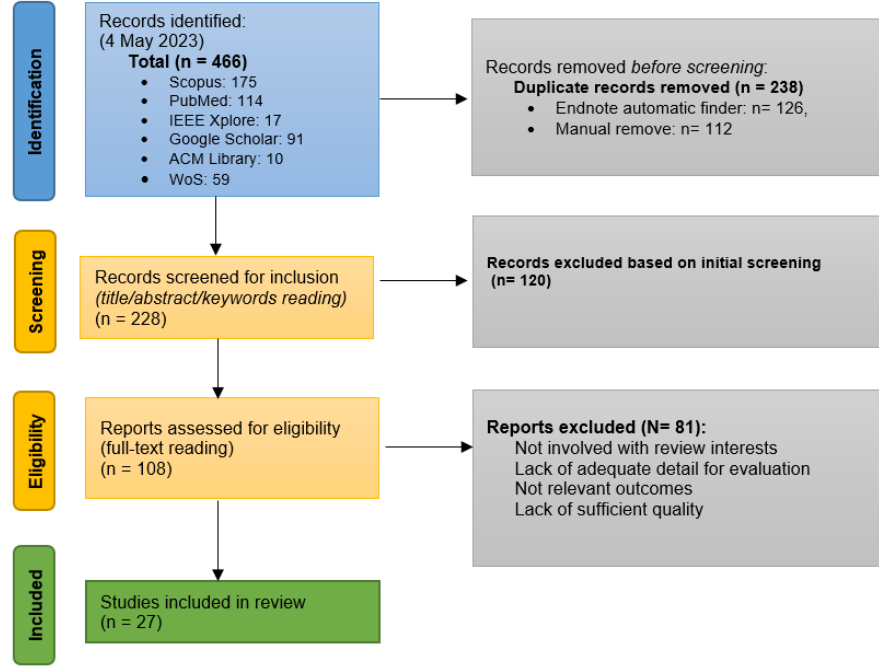 Identification
Records identified:
(4 May 2023)
Total (n = 466)
• Scopus: 175
• PubMed: 114
• IEEE Xplore: 17
• Google Scholar: 91
• ACM Library: 10
• WoS: 59
Records removed before screening:
Duplicate records removed (n = 238)
• Endnote automatic finder: n= 126,
• Manual remove: n= 112
Screening
Records screened for inclusion
(title/abstract/keywords reading)
(n = 228)
Records excluded based on initial screening
(n= 120)
Eligibility
Reports assessed for eligibility
(full-text reading)
(n = 108)
Reports excluded (N= 81):
Not involved with review interests
Lack of adequate detail for evaluation
Not relevant outcomes
Lack of sufficient quality
Included
Studies included in review
(n = 27)